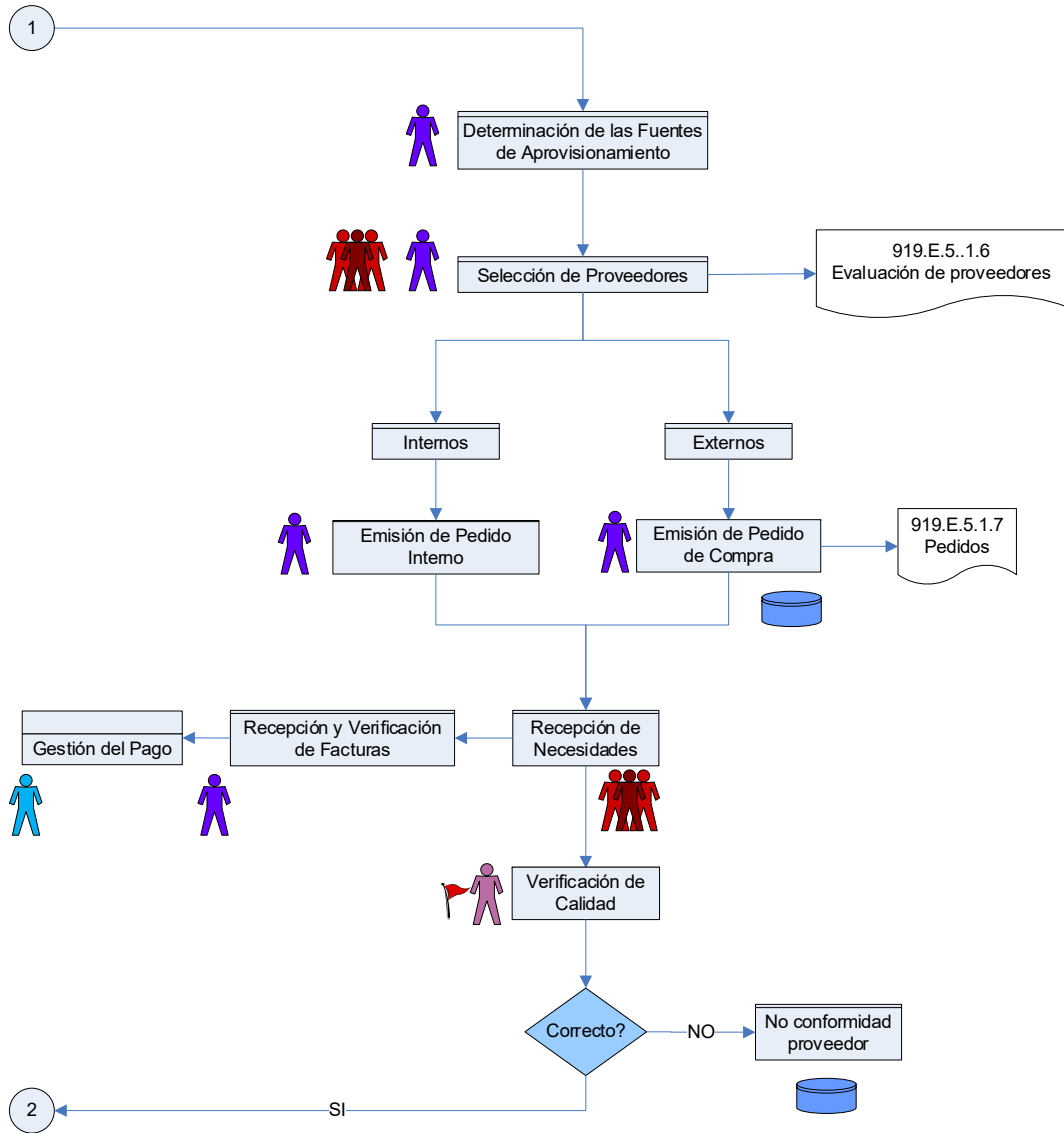 1
Determinación de las Fuentes
de Aprovisionamiento
Selección de Proveedores
919.E.5..1.6
Evaluación de proveedores
Internos
Externos
Emisión de Pedido
Interno
Emisión de Pedido
de Compra
919.E.5.1.7
Pedidos
Gestión del Pago
Recepción y Verificación
de Facturas
Recepción de
Necesidades
Verificación de
Calidad
Correcto?
NO
No conformidad
proveedor
SI
2